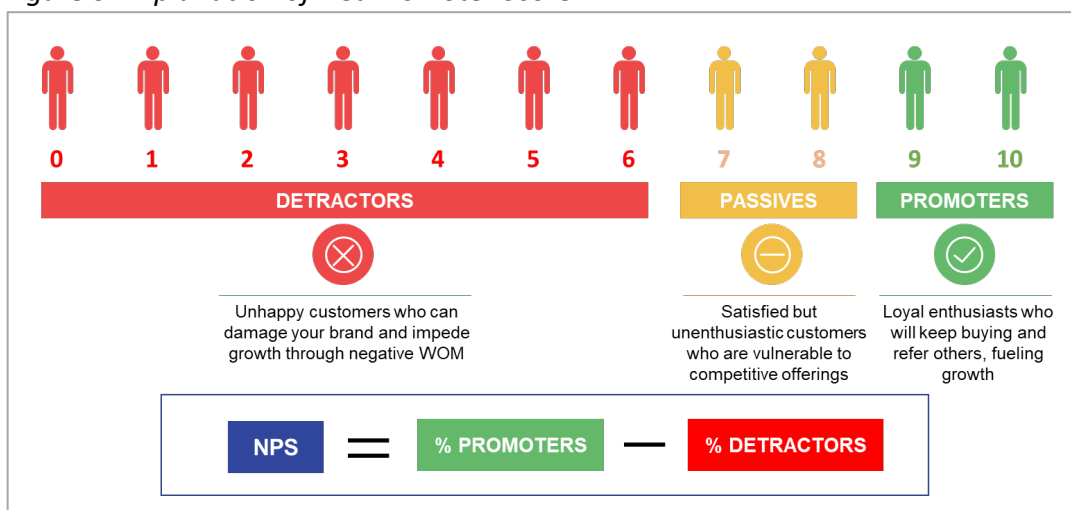 0 1 2 3 4 5 6 7 8 9 10
DETRACTORS PASSIVES PROMOTERS
Unhappy customers who can
damage your brand and impede
growth through negative WOM
Satisfied but
unenthusiastic customers
who are vulnerable to
competitive offerings
Loyal enthusiasts who
will keep buying and
refer others, fueling
growth
NPS = % PROMOTERS — % DETRACTORS